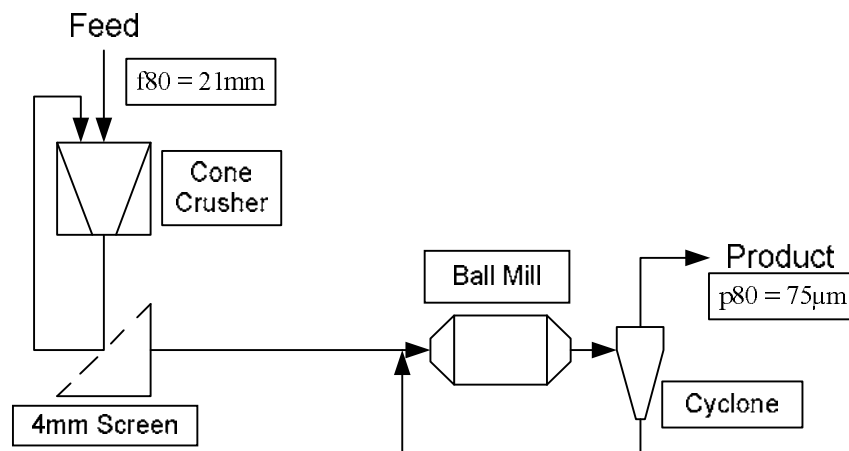 Feed
f80 = 21mm
Cone
Crusher
Ball Mill
Product
p80 = 75µm
4mm Screen
Cyclone